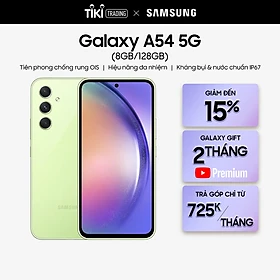 TIKI TRADING × SAMSUNG
Galaxy A54 5G
(8GB/128GB)
Tiên phong chống rung OIS | Hiệu năng đa nhiệm | Kháng bụi & nước chuẩn IP67
GIẢM ĐẾN
15%
GALAXY GIFT
2 THÁNG
Premium
TRẢ GÓP CHỈ TỪ
725K/THÁNG
SAMSUNG